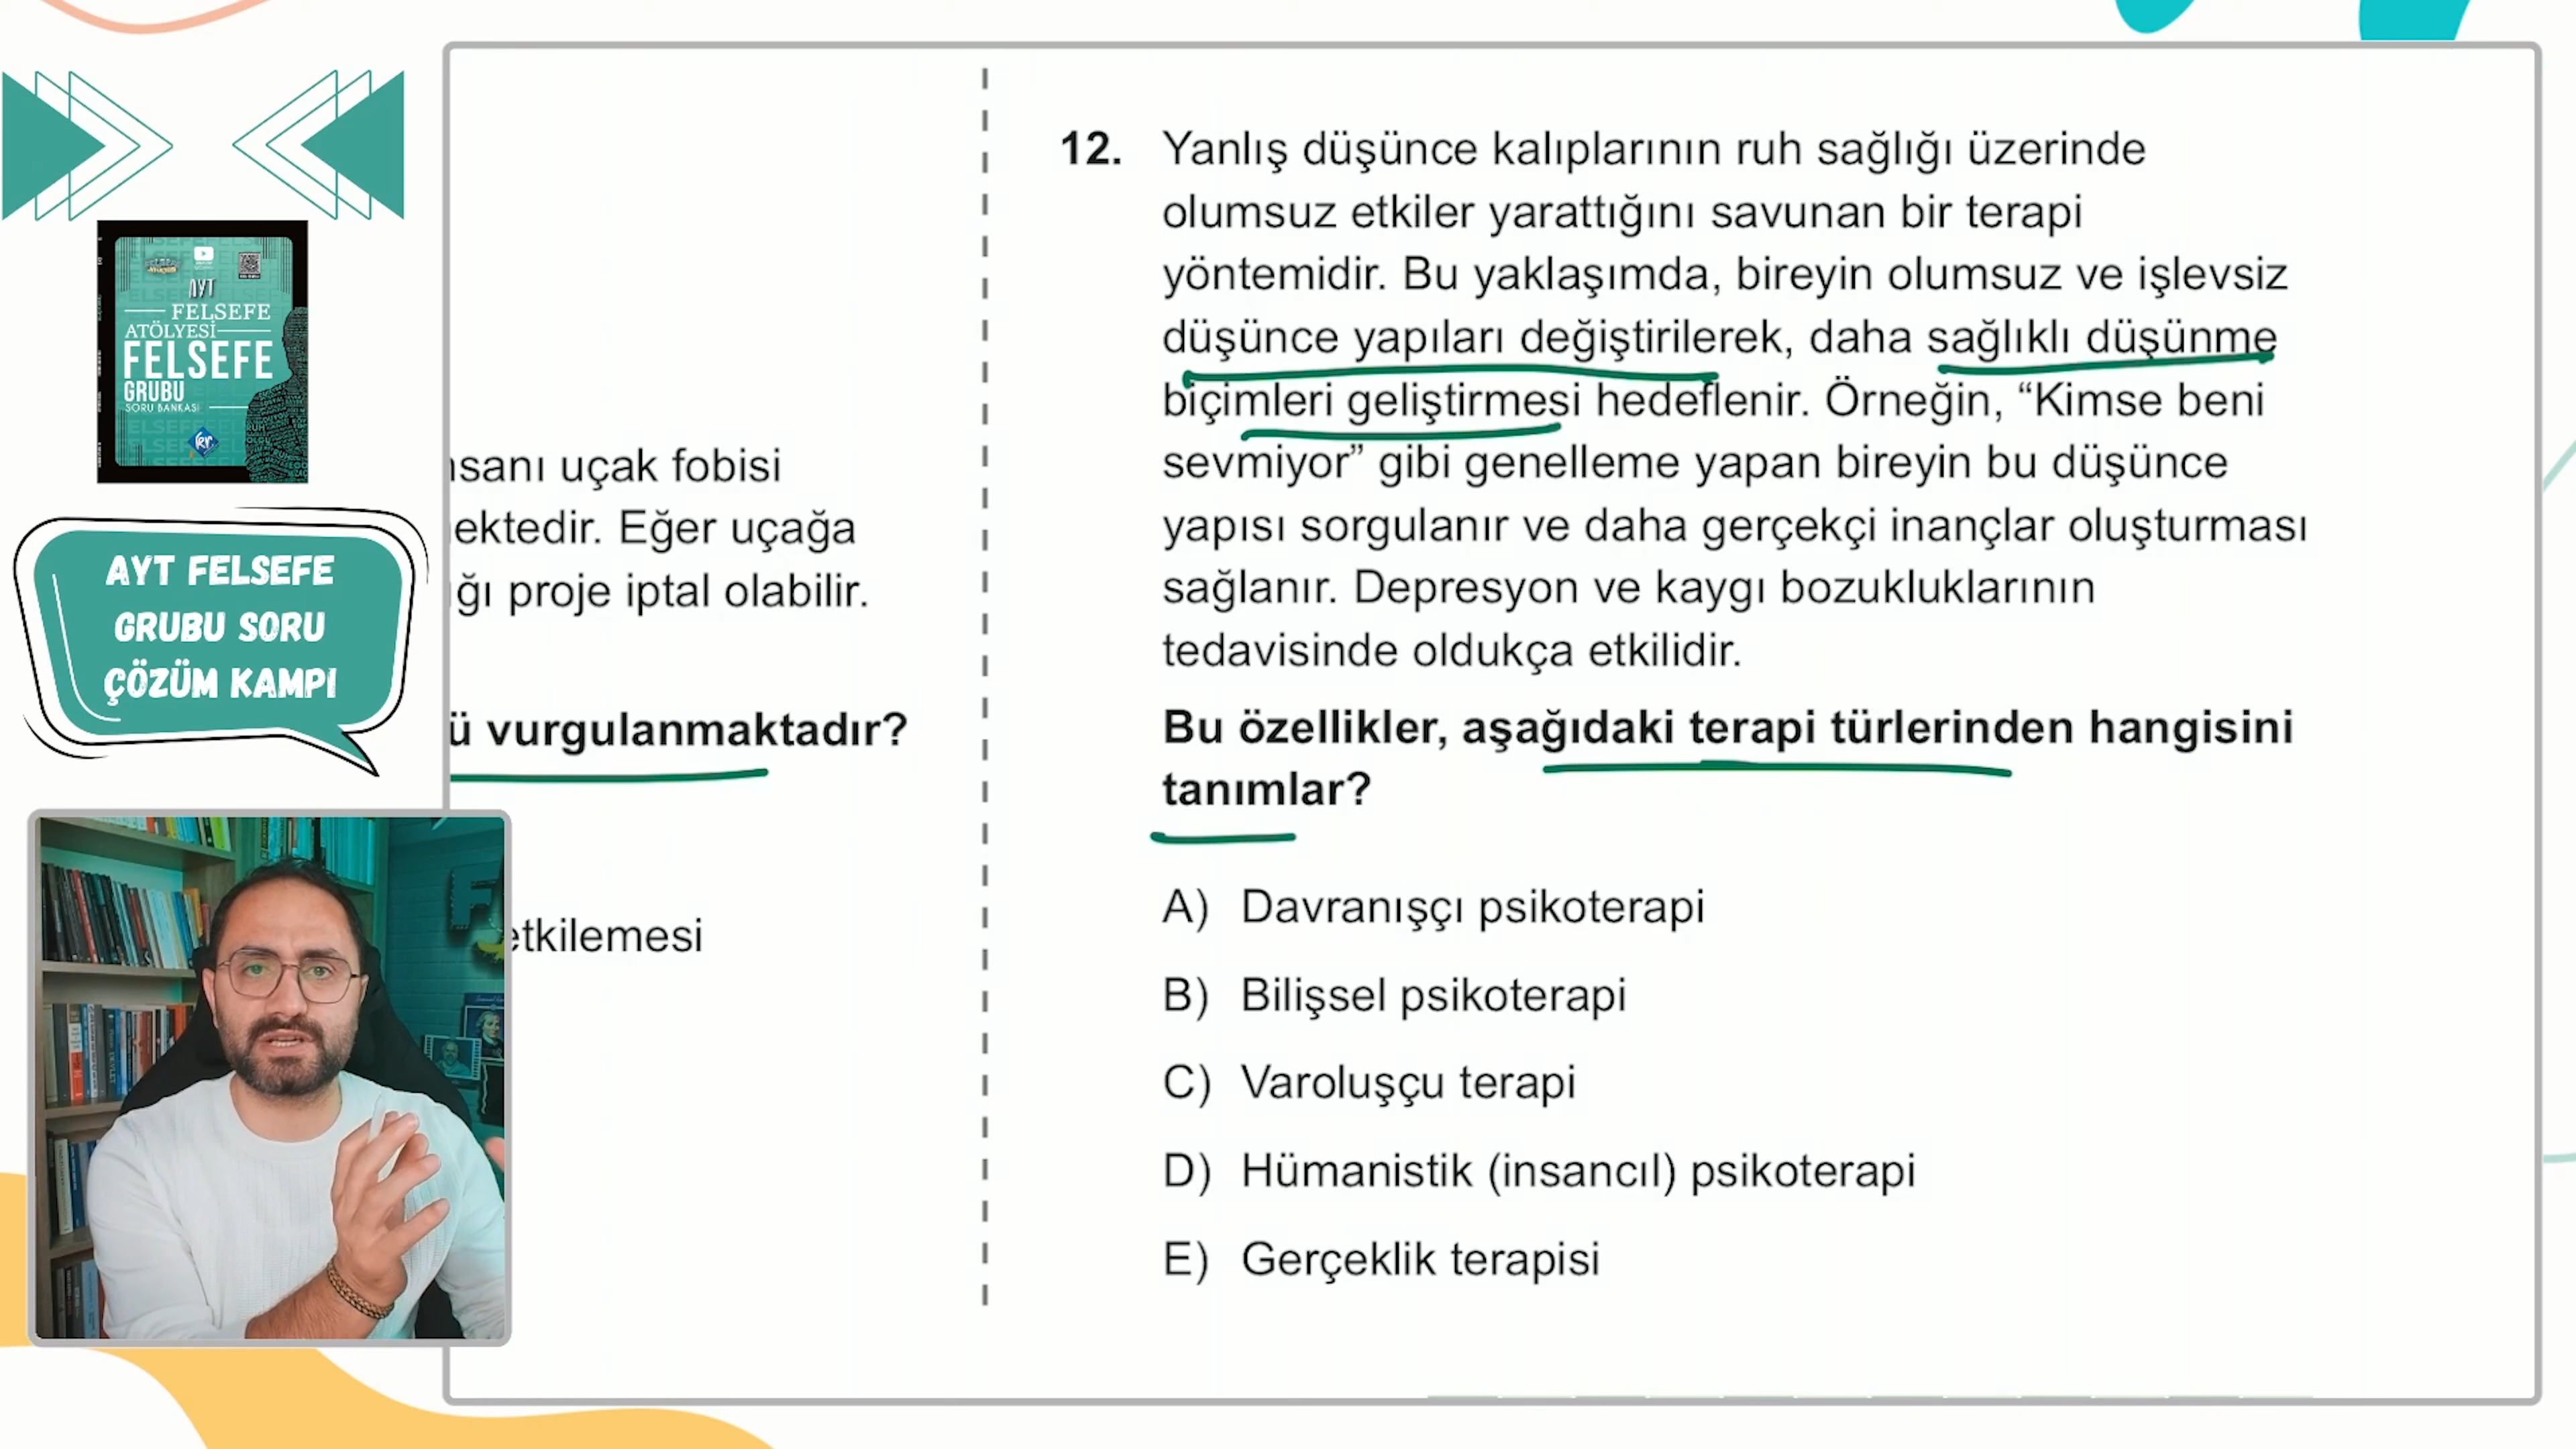 AYT
FELSEFE
ATÖLYESİ
FELSEFE
GRUBU
SORU BANKASI
AYT FELSEFE
GRUBU SORU
ÇÖZÜM KAMPI
nsanı uçak fobisi
ektedir. Eğer uçağa
ğı proje iptal olabilir.
ü vurgulanmaktadır?
etkilemesi
12. Yanlış düşünce kalıplarının ruh sağlığı üzerinde
olumsuz etkiler yarattığını savunan bir terapi
yöntemidir. Bu yaklaşımda, bireyin olumsuz ve işlevsiz
düşünce yapıları değiştirilerek, daha sağlıklı düşünme
biçimleri geliştirmesi hedeflenir. Örneğin, “Kimse beni
sevmiyor” gibi genelleme yapan bireyin bu düşünce
yapısı sorgulanır ve daha gerçekçi inançlar oluşturması
sağlanır. Depresyon ve kaygı bozukluklarının
tedavisinde oldukça etkilidir.
Bu özellikler, aşağıdaki terapi türlerinden hangisini
tanımlar?
A) Davranışçı psikoterapi
B) Bilişsel psikoterapi
C) Varoluşçu terapi
D) Hümanistik (insancıl) psikoterapi
E) Gerçeklik terapisi